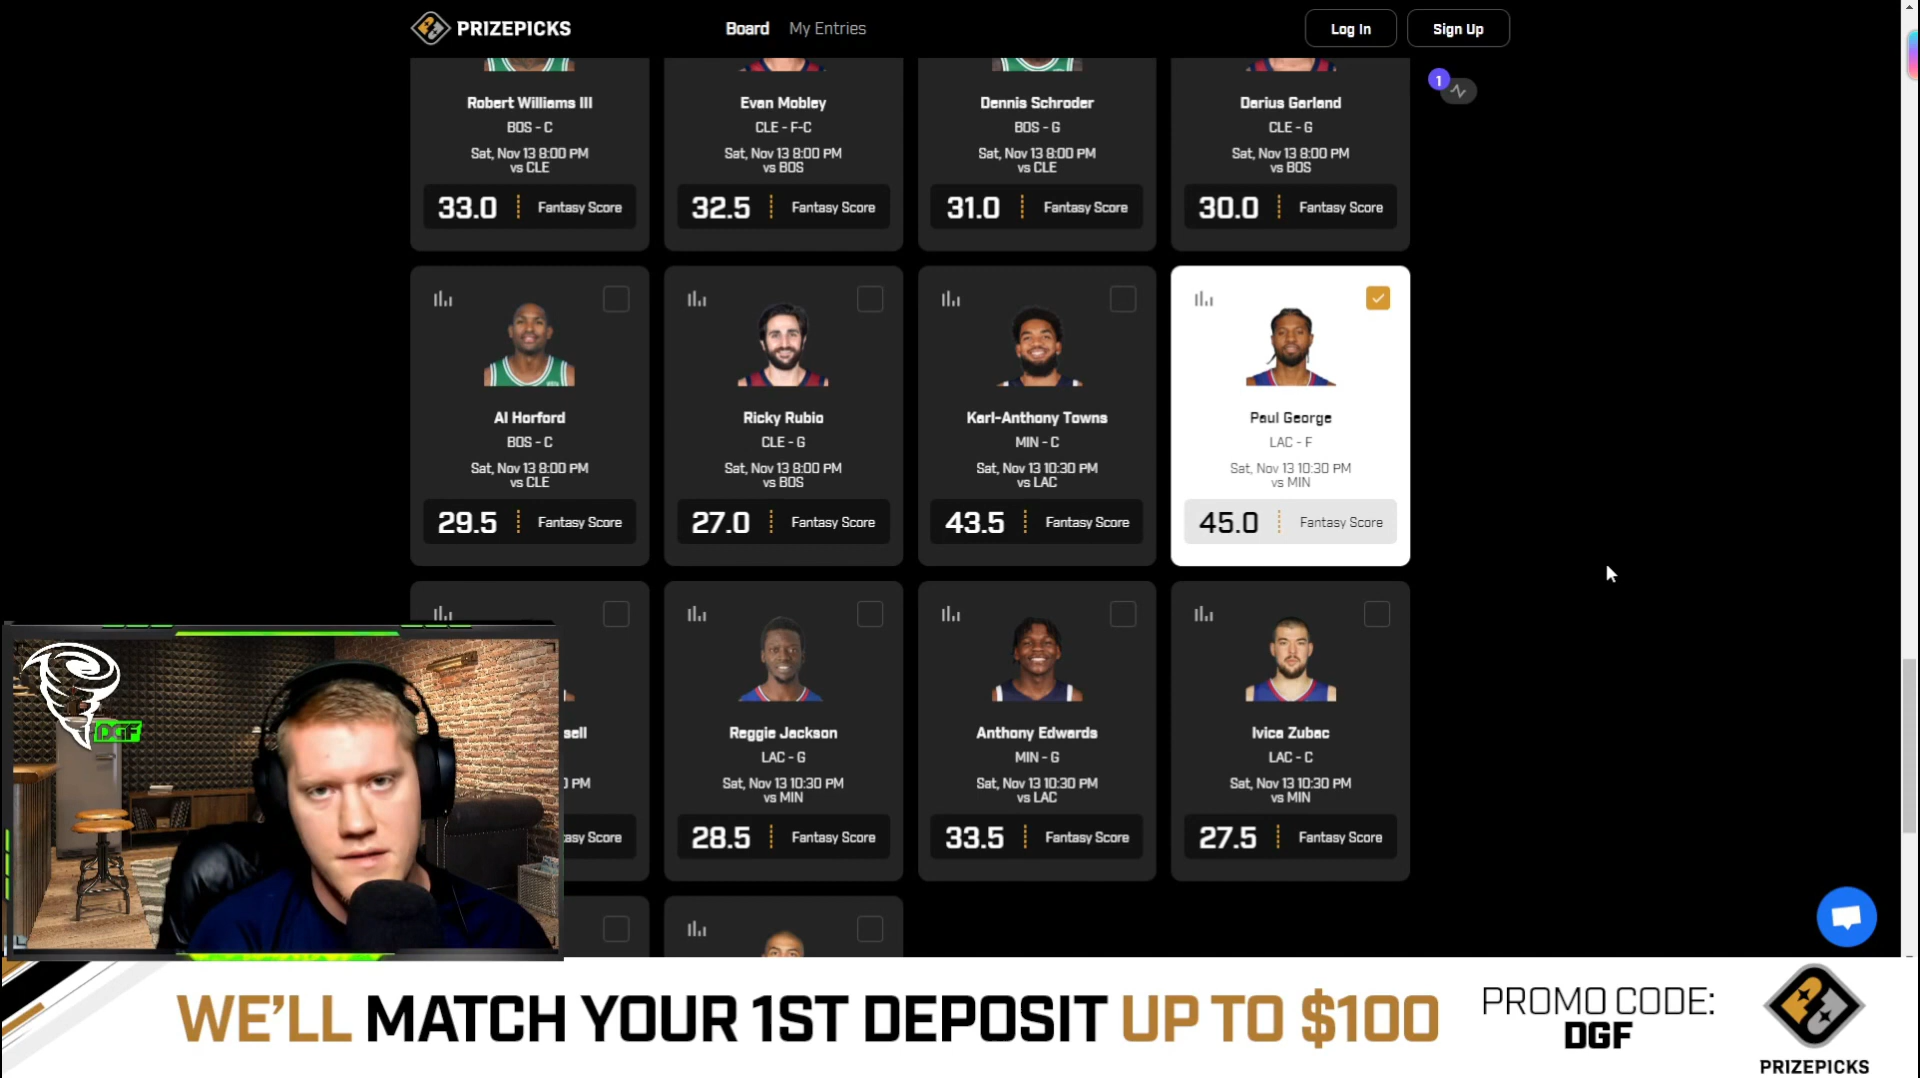 PRIZEPICKS
Board My Entries
Log In Sign Up
1
Robert Williams III
BOS - C
Sat, Nov 13 8:00 PM
vs CLE
33.0 Fantasy Score
Evan Mobley
CLE - F-C
Sat, Nov 13 8:00 PM
vs BOS
32.5 Fantasy Score
Dennis Schroder
BOS - G
Sat, Nov 13 8:00 PM
vs CLE
31.0 Fantasy Score
Darius Garland
CLE - G
Sat, Nov 13 8:00 PM
vs BOS
30.0 Fantasy Score
Al Horford
BOS - C
Sat, Nov 13 8:00 PM
vs CLE
29.5 Fantasy Score
Ricky Rubio
CLE - G
Sat, Nov 13 8:00 PM
vs BOS
27.0 Fantasy Score
Karl-Anthony Towns
MIN - C
Sat, Nov 13 10:30 PM
vs LAC
43.5 Fantasy Score
Paul George
LAC - F
Sat, Nov 13 10:30 PM
vs MIN
45.0 Fantasy Score
sell
PM
asy Score
Reggie Jackson
LAC - G
Sat, Nov 13 10:30 PM
vs MIN
28.5 Fantasy Score
Anthony Edwards
MIN - G
Sat, Nov 13 10:30 PM
vs LAC
33.5 Fantasy Score
Ivica Zubac
LAC - C
Sat, Nov 13 10:30 PM
vs MIN
27.5 Fantasy Score
DGF
WE'LL MATCH YOUR 1ST DEPOSIT UP TO $100
PROMO CODE:
DGF
PRIZEPICKS